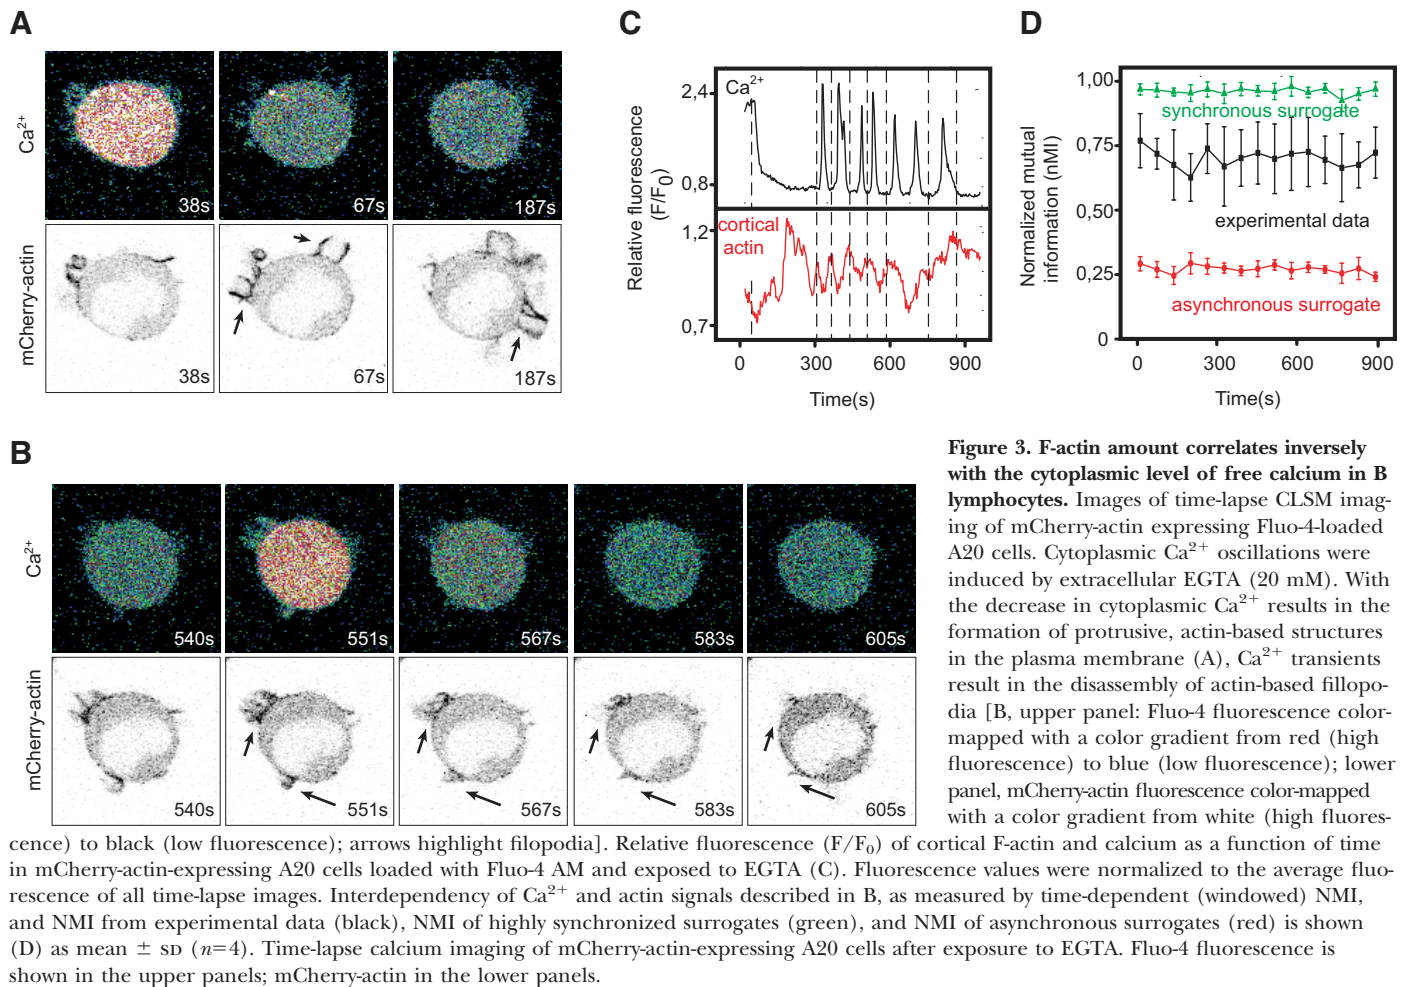 A
Ca2+
38s
67s
187s
mCherry-actin
38s
67s
187s
B
Ca2+
540s
551s
567s
583s
605s
mCherry-actin
540s
551s
567s
583s
605s
C
Relative fluorescence
(F/F0)
2,4
0,8
Ca2+
1,2
0,7
cortical
actin
0
300
600
900
Time(s)
D
Normalized mutual
information (nMI)
1,00
0,75
0,50
0,25
0
synchronous surrogate
experimental data
asynchronous surrogate
0
300
600
900
Time(s)
Figure 3. F-actin amount correlates inversely
with the cytoplasmic level of free calcium in B
lymphocytes. Images of time-lapse CLSM imag-
ing of mCherry-actin expressing Fluo-4-loaded
A20 cells. Cytoplasmic Ca2+ oscillations were
induced by extracellular EGTA (20 mM). With
the decrease in cytoplasmic Ca2+ results in the
formation of protrusive, actin-based structures
in the plasma membrane (A), Ca2+ transients
result in the disassembly of actin-based fillopo-
dia [B, upper panel: Fluo-4 fluorescence color-
mapped with a color gradient from red (high
fluorescence) to blue (low fluorescence); lower
panel, mCherry-actin fluorescence color-mapped
with a color gradient from white (high fluores-
cence) to black (low fluorescence); arrows highlight filopodia]. Relative fluorescence (F/F0) of cortical F-actin and calcium as a function of time
in mCherry-actin-expressing A20 cells loaded with Fluo-4 AM and exposed to EGTA (C). Fluorescence values were normalized to the average fluo-
rescence of all time-lapse images. Interdependency of Ca2+ and actin signals described in B, as measured by time-dependent (windowed) NMI,
and NMI from experimental data (black), NMI of highly synchronized surrogates (green), and NMI of asynchronous surrogates (red) is shown
(D) as mean ± SD (n=4). Time-lapse calcium imaging of mCherry-actin-expressing A20 cells after exposure to EGTA. Fluo-4 fluorescence is
shown in the upper panels; mCherry-actin in the lower panels.